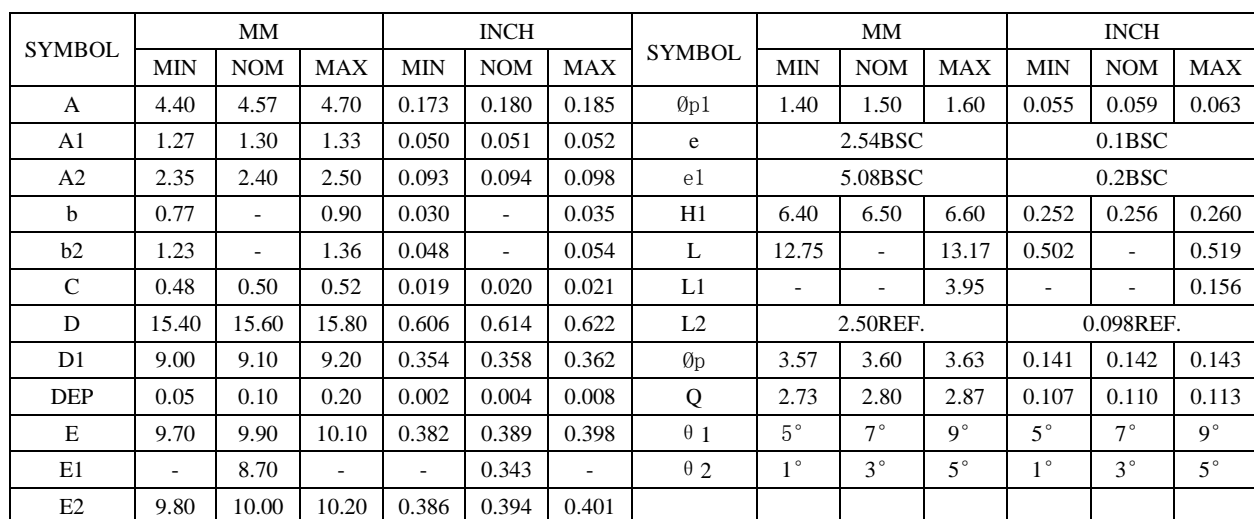 SYMBOL MM INCH SYMBOL MM INCH
MIN NOM MAX MIN NOM MAX MIN NOM MAX MIN NOM MAX
A 4.40 4.57 4.70 0.173 0.180 0.185 Øp1 1.40 1.50 1.60 0.055 0.059 0.063
A1 1.27 1.30 1.33 0.050 0.051 0.052 e 2.54BSC 0.1BSC
A2 2.35 2.40 2.50 0.093 0.094 0.098 e1 5.08BSC 0.2BSC
b 0.77 - 0.90 0.030 - 0.035 H1 6.40 6.50 6.60 0.252 0.256 0.260
b2 1.23 - 1.36 0.048 - 0.054 L 12.75 - 13.17 0.502 - 0.519
C 0.48 0.50 0.52 0.019 0.020 0.021 L1 - - 3.95 - - 0.156
D 15.40 15.60 15.80 0.606 0.614 0.622 L2 2.50REF. 0.098REF.
D1 9.00 9.10 9.20 0.354 0.358 0.362 Øp 3.57 3.60 3.63 0.141 0.142 0.143
DEP 0.05 0.10 0.20 0.002 0.004 0.008 Q 2.73 2.80 2.87 0.107 0.110 0.113
E 9.70 9.90 10.10 0.382 0.389 0.398 θ1 5° 7° 9° 5° 7° 9°
E1 - 8.70 - - 0.343 - θ2 1° 3° 5° 1° 3° 5°
E2 9.80 10.00 10.20 0.386 0.394 0.401